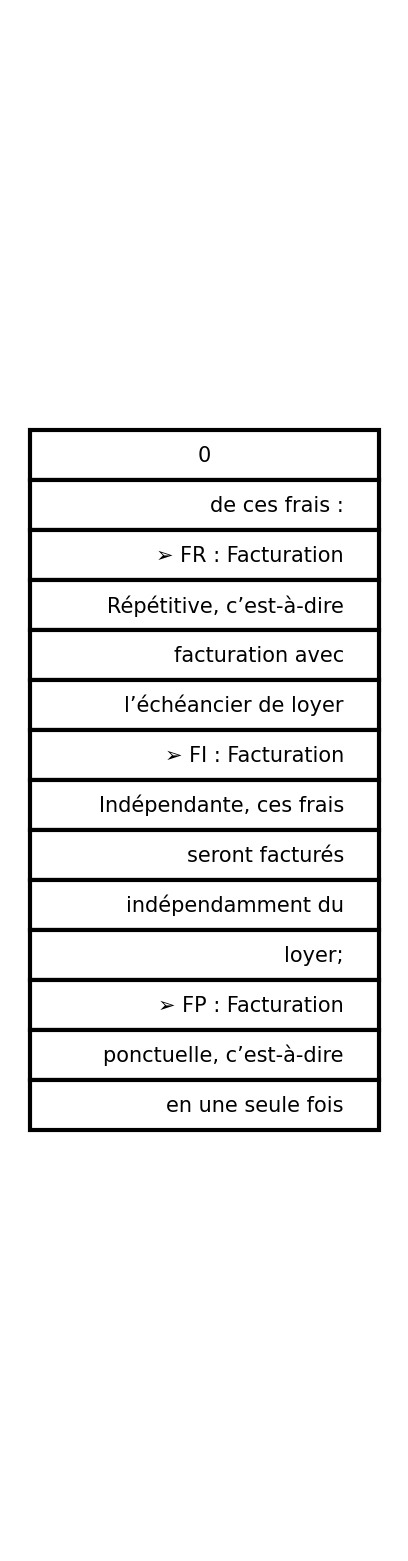 0
de ces frais :
➢ FR : Facturation
Répétitive, c’est-à-dire
facturation avec
l’échéancier de loyer
➢ FI : Facturation
Indépendante, ces frais
seront facturés
indépendamment du
loyer;
➢ FP : Facturation
ponctuelle, c’est-à-dire
en une seule fois